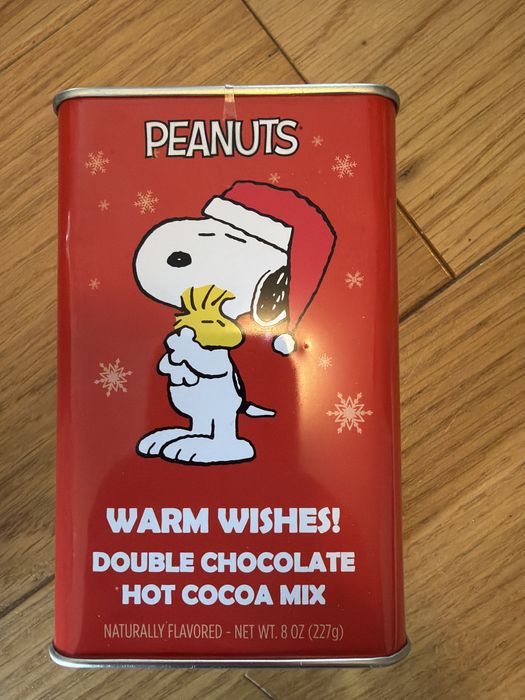 PEANUTS
WARM WISHES!
DOUBLE CHOCOLATE
HOT COCOA MIX
NATURALLY FLAVORED - NET WT. 8 OZ (227g)